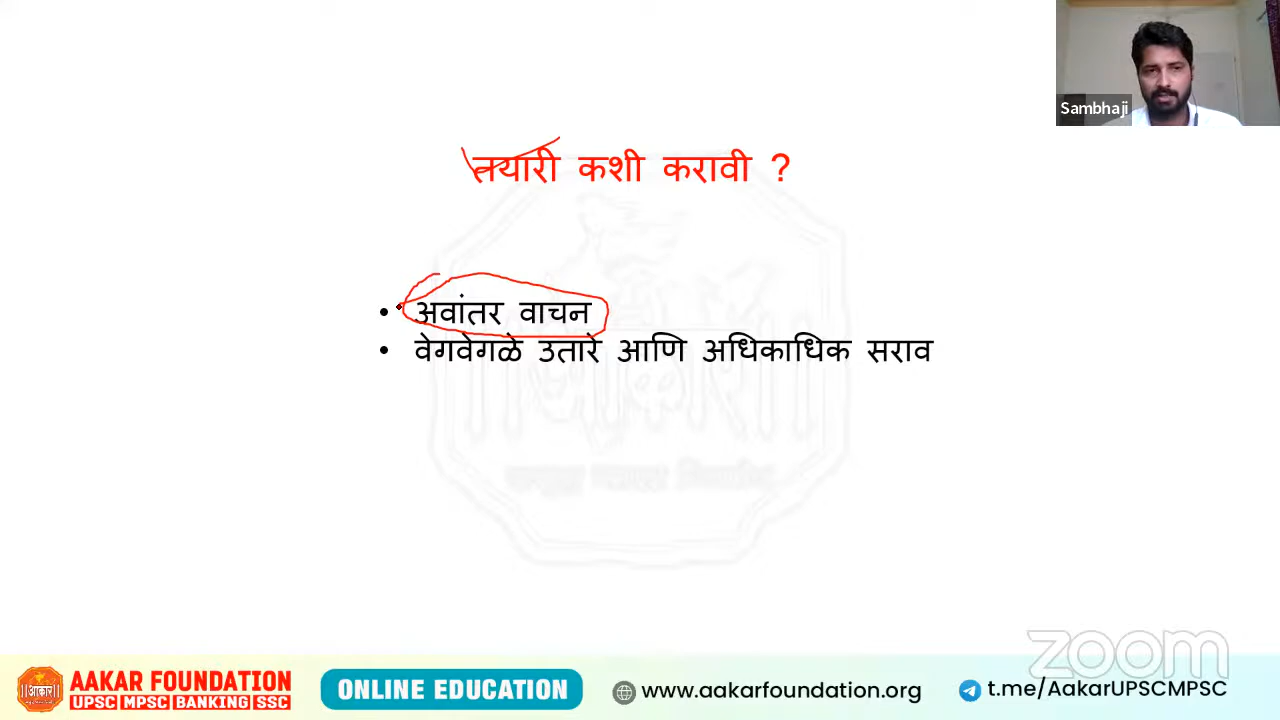 Sambhaji
तयारी कशी करावी ?
• अवांतर वाचन
• वेगवेगळे उतारे आणि अधिकाधिक सराव
zoom
आकार
AAKAR FOUNDATION
UPSC MPSC BANKING SSC
ONLINE EDUCATION
www.aakarfoundation.org
t.me/AakarUPSCMPSC